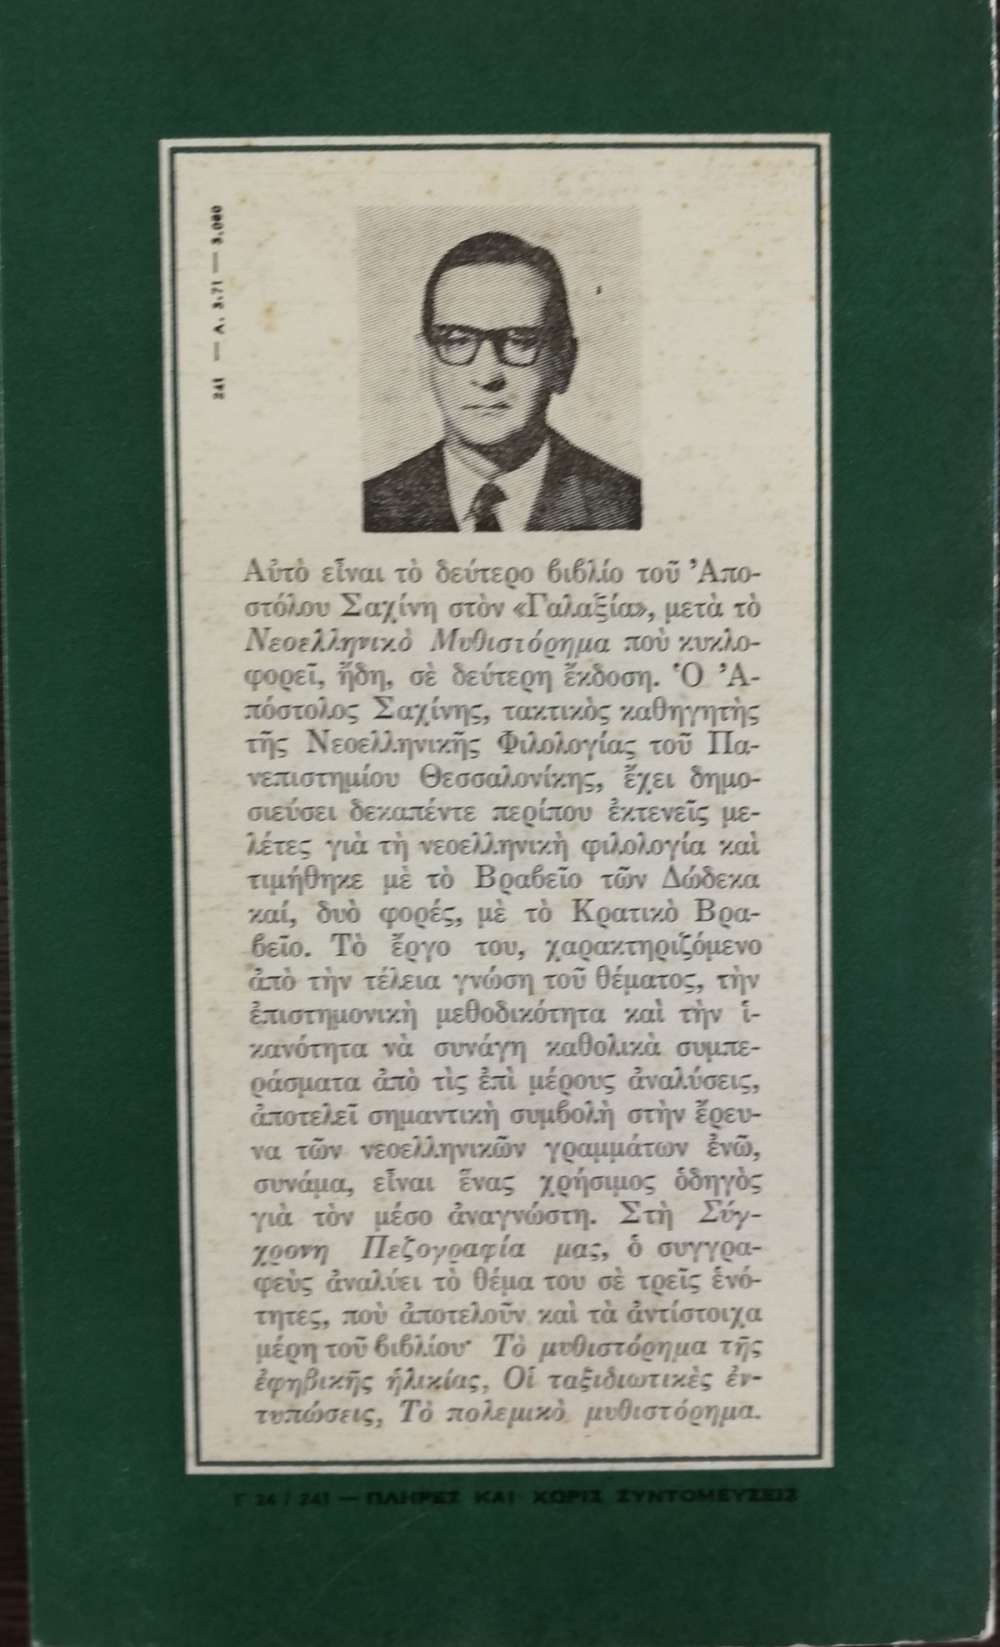 241 — Α. 3.71 — 3.000
Αὐτὸ εἶναι τὸ δεύτερο βιβλίο τοῦ Ἀπο-
στόλου Σαχίνη στὸν «Γαλαξία», μετὰ τὸ
Νεοελληνικὸ Μυθιστόρημα ποὺ κυκλο-
φορεῖ, ἤδη, σὲ δεύτερη ἔκδοση. Ὁ Ἀ-
πόστολος Σαχίνης, τακτικὸς καθηγητὴς
τῆς Νεοελληνικῆς Φιλολογίας τοῦ Πα-
νεπιστημίου Θεσσαλονίκης, ἔχει δημο-
σιεύσει δεκαπέντε περίπου ἐκτενεῖς με-
λέτες γιὰ τὴ νεοελληνικὴ φιλολογία καὶ
τιμήθηκε μὲ τὸ Βραβεῖο τῶν Δώδεκα
καί, δυὸ φορές, μὲ τὸ Κρατικὸ Βρα-
βεῖο. Τὸ ἔργο του, χαρακτηριζόμενο
ἀπὸ τὴν τέλεια γνώση τοῦ θέματος, τὴν
ἐπιστημονικὴ μεθοδικότητα καὶ τὴν ἱ-
κανότητα νὰ συνάγη καθολικὰ συμπε-
ράσματα ἀπὸ τὶς ἐπὶ μέρους ἀναλύσεις,
ἀποτελεῖ σημαντικὴ συμβολὴ στὴν ἔρευ-
να τῶν νεοελληνικῶν γραμμάτων ἐνῶ,
συνάμα, εἶναι ἕνας χρήσιμος ὁδηγὸς
γιὰ τὸν μέσο ἀναγνώστη. Στὴ Σύγ-
χρονη Πεζογραφία μας, ὁ συγγρα-
φεὺς ἀναλύει τὸ θέμα του σὲ τρεῖς ἑνό-
τητες, ποὺ ἀποτελοῦν καὶ τὰ ἀντίστοιχα
μέρη τοῦ βιβλίου· Τὸ μυθιστόρημα τῆς
ἐφηβικῆς ἡλικίας, Οἱ ταξιδιωτικὲς ἐν-
τυπώσεις, Τὸ πολεμικὸ μυθιστόρημα.
Γ 24 / 241 — ΠΛΗΡΕΣ ΚΑΙ ΧΩΡΙΣ ΣΥΝΤΟΜΕΥΣΕΙΣ